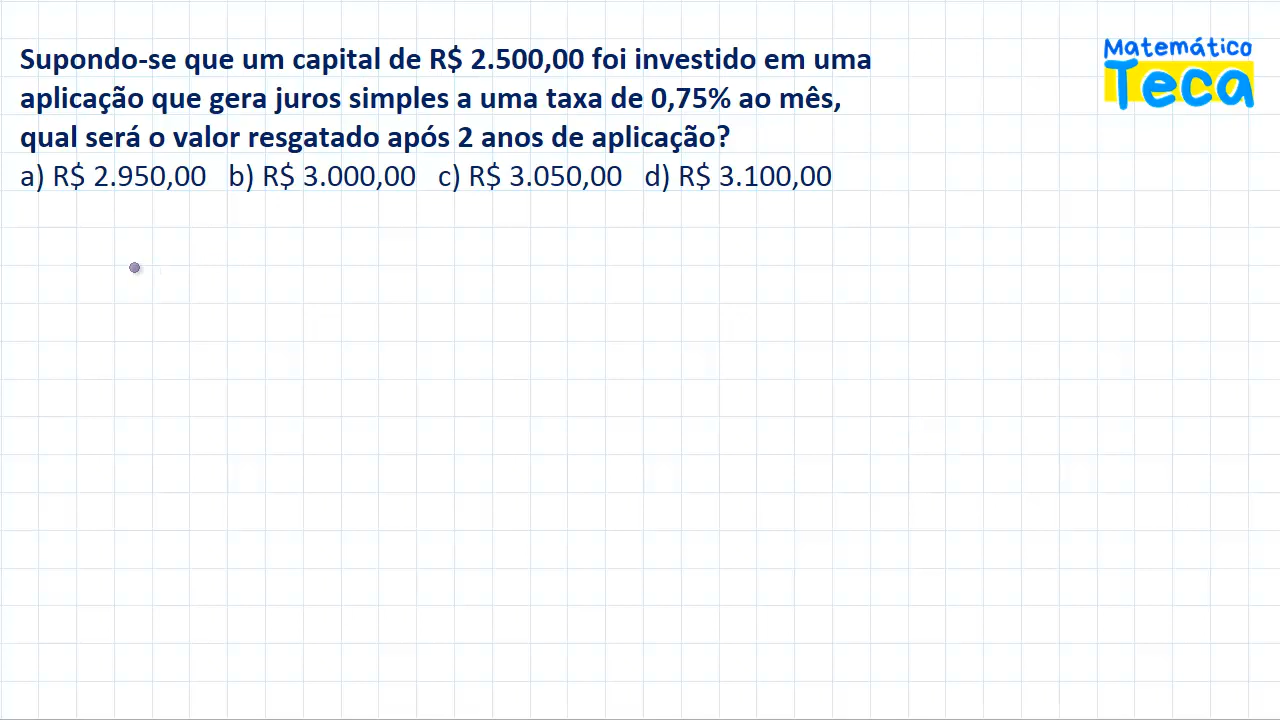 Supondo-se que um capital de R$ 2.500,00 foi investido em uma
aplicação que gera juros simples a uma taxa de 0,75% ao mês,
qual será o valor resgatado após 2 anos de aplicação?
a) R$ 2.950,00 b) R$ 3.000,00 c) R$ 3.050,00 d) R$ 3.100,00
Matemático
Teca